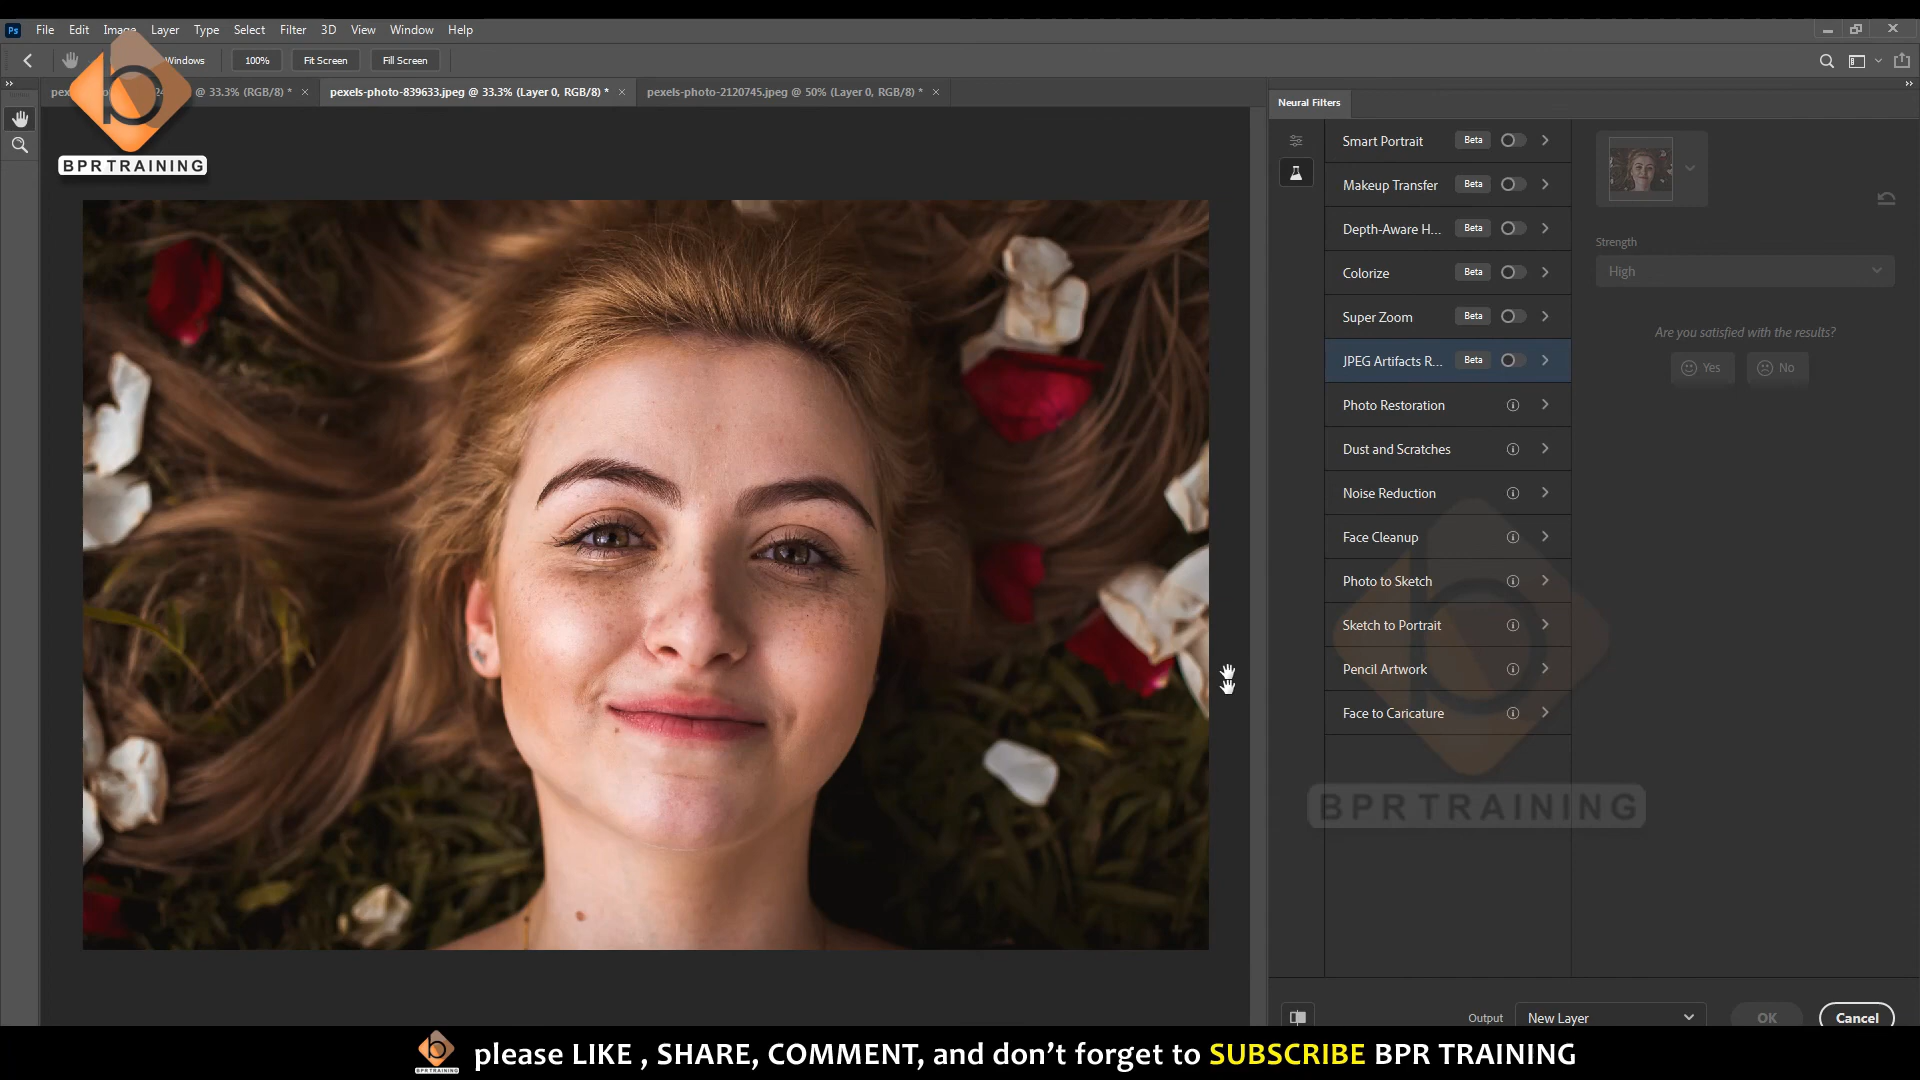 Ps File Edit Image Layer Type Select Filter 3D View Window Help
Windows 100% Fit Screen Fill Screen
@ 33.3% (RGB/8) * × pexels-photo-839633.jpeg @ 33.3% (Layer 0, RGB/8) * × pexels-photo-2120745.jpeg @ 50% (Layer 0, RGB/8) * ×
b
BPR TRAINING
Neural Filters
Smart Portrait Beta
Makeup Transfer Beta
Depth-Aware H... Beta
Colorize Beta
Super Zoom Beta
JPEG Artifacts R... Beta
Photo Restoration
Dust and Scratches
Noise Reduction
Face Cleanup
Photo to Sketch
Sketch to Portrait
Pencil Artwork
Face to Caricature
Strength
High
Are you satisfied with the results?
Yes No
b
BPR TRAINING
Output New Layer OK Cancel
b BPR TRAINING please LIKE , SHARE, COMMENT, and don’t forget to SUBSCRIBE BPR TRAINING